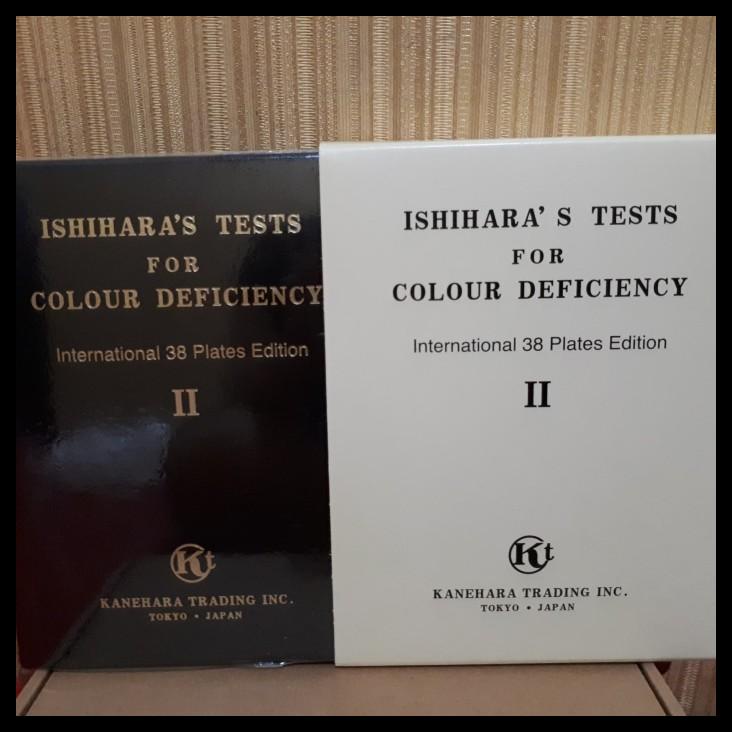 ISHIHARA'S TESTS
FOR
COLOUR DEFICIENCY
International 38 Plates Edition
II
Kt
KANEHARA TRADING INC.
TOKYO • JAPAN
ISHIHARA' S TESTS
FOR
COLOUR DEFICIENCY
International 38 Plates Edition
II
Kt
KANEHARA TRADING INC.
TOKYO • JAPAN